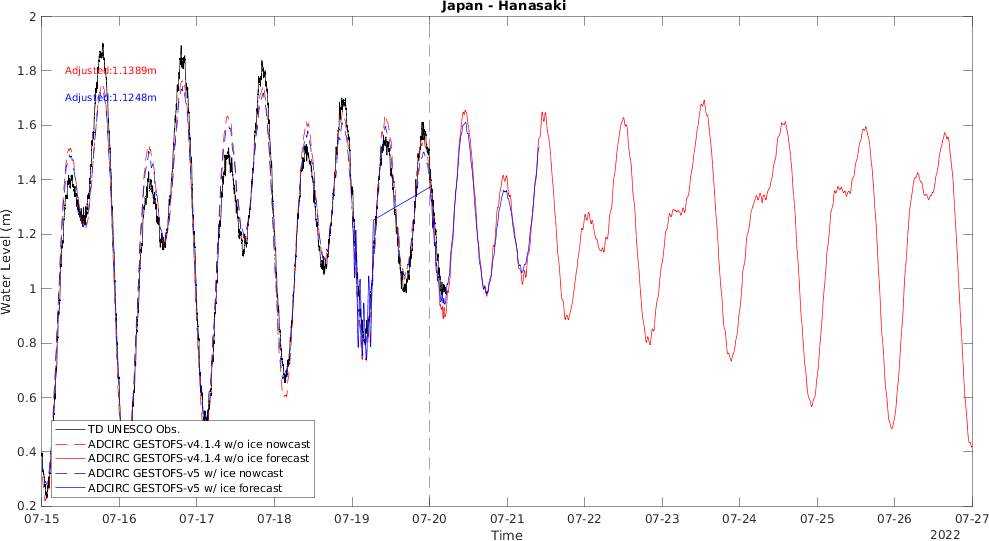 Japan - Hanasaki
2
1.8
1.6
1.4
1.2
1
0.8
0.6
0.4
0.2
Water Level (m)
Adjusted:1.1389m
Adjusted:1.1248m
TD UNESCO Obs.
ADCIRC GESTOFS-v4.1.4 w/o ice nowcast
ADCIRC GESTOFS-v4.1.4 w/o ice forecast
ADCIRC GESTOFS-v5 w/ ice nowcast
ADCIRC GESTOFS-v5 w/ ice forecast
07-15 07-16 07-17 07-18 07-19 07-20 07-21 07-22 07-23 07-24 07-25 07-26 07-27
Time
2022